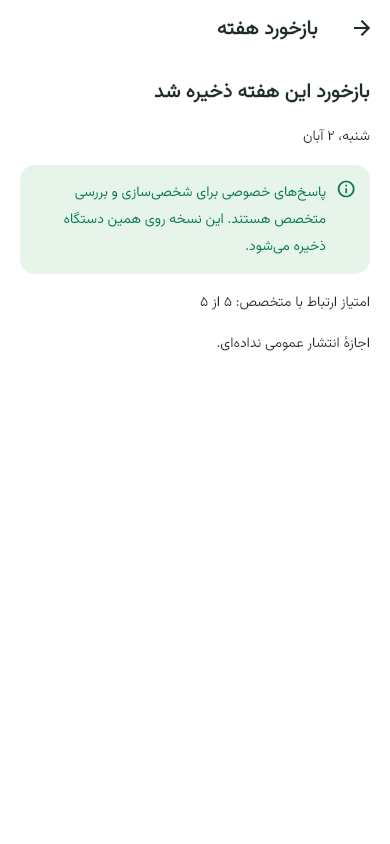 بازخورد هفته
بازخورد این هفته ذخیره شد
شنبه، ۲ آبان
پاسخ‌های خصوصی برای شخصی‌سازی و بررسی
متخصص هستند. این نسخه روی همین دستگاه
ذخیره می‌شود.
امتیاز ارتباط با متخصص: ۵ از ۵
اجازهٔ انتشار عمومی نداده‌ای.